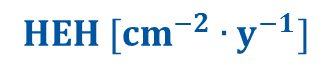 HEH [cm⁻² · y⁻¹]